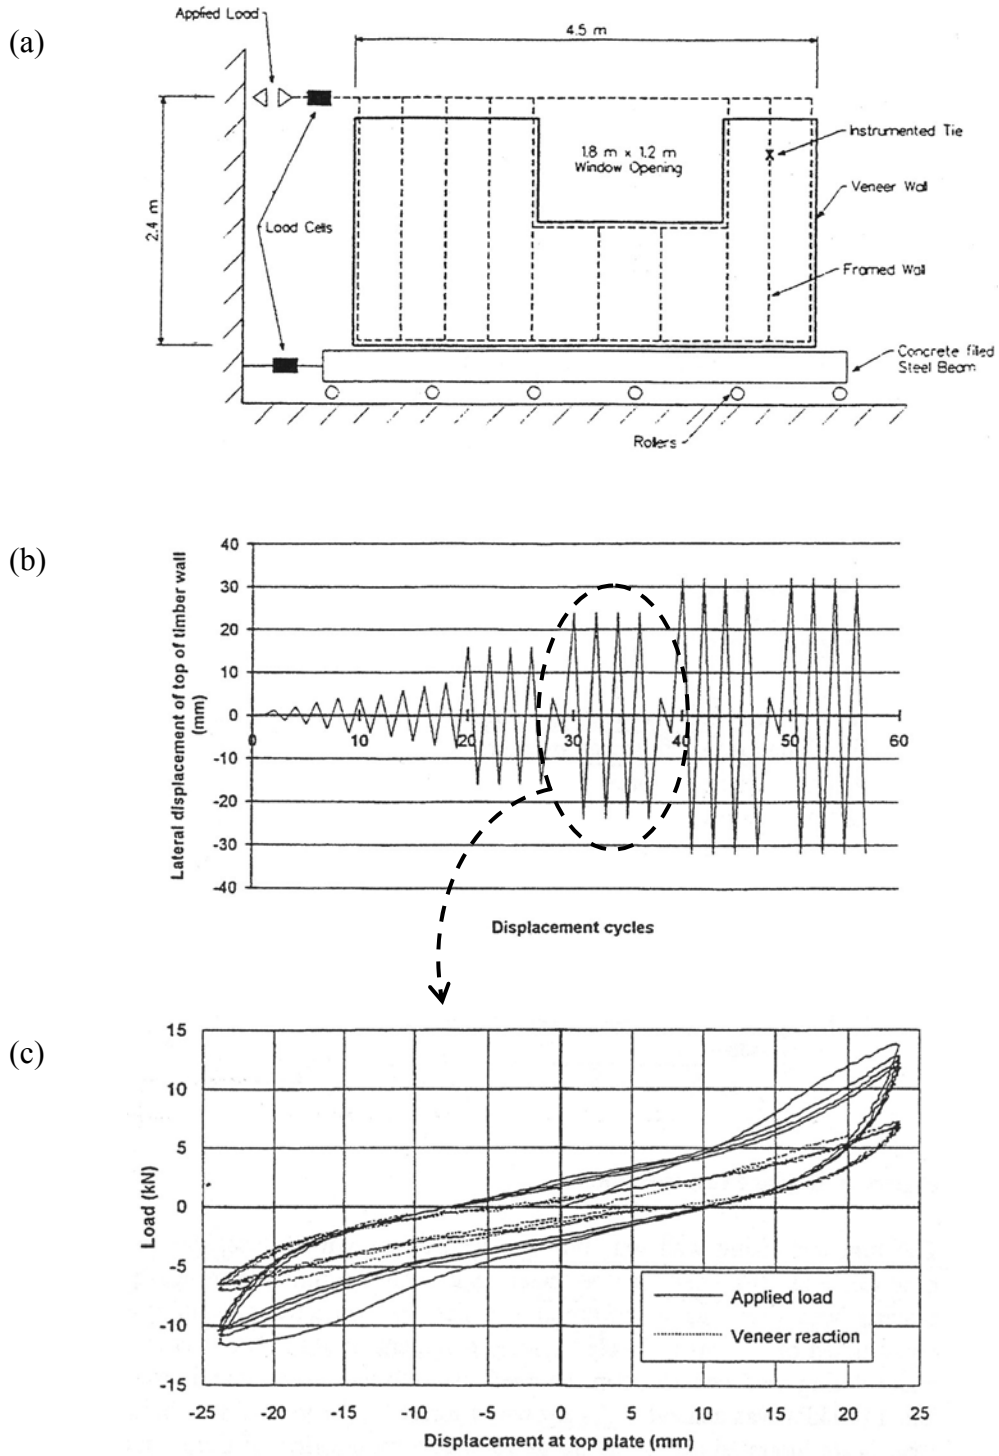 (a)
Applied Load
4.5 m
2.4 m
1.8 m x 1.2 m
Window Opening
Instrumented Tie
Veneer Wall
Load Cells
Framed Wall
Concrete filled
Steel Beam
Rollers
(b)
Lateral displacement of top of timber wall
(mm)
40
30
20
10
0
-10
-20
-30
-40
0
10
20
30
40
50
60
Displacement cycles
(c)
Load (kN)
15
10
5
0
-5
-10
-15
Applied load
Veneer reaction
-25 -20 -15 -10 -5 0 5 10 15 20 25
Displacement at top plate (mm)